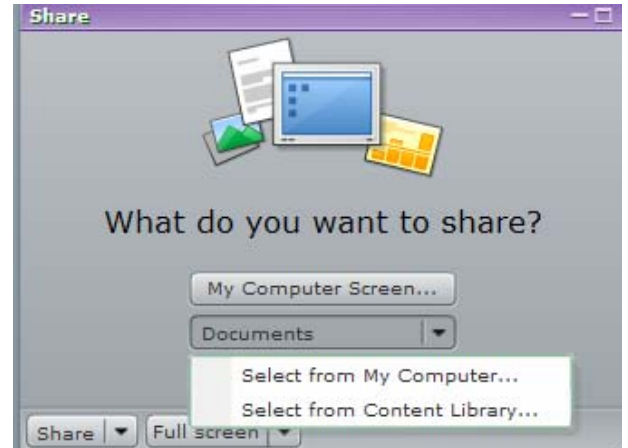 Share
What do you want to share?
My Computer Screen...
Documents
Select from My Computer...
Select from Content Library...
Share
Full screen